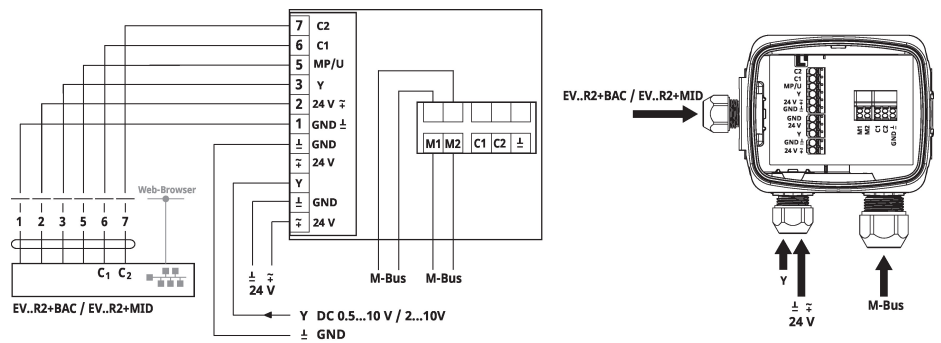 7 C2
6 C1
5 MP/U
3 Y
2 24 V ⏦
1 GND ⊥
⊥ GND
⏦ 24 V
Y
⊥ GND
⏦ 24 V
M1 M2 C1 C2 ⊥
M-Bus M-Bus
Web-Browser
1 2 3 5 6 7
C1 C2
EV..R2+BAC / EV..R2+MID
⊥ ⏦
24 V
Y DC 0.5...10 V / 2...10V
⊥ GND
EV..R2+BAC / EV..R2+MID
C2
C1
MP/U
Y
24 V ⏦
GND ⊥
GND
24 V
Y
GND ⊥
24 V ⏦
M1
M2
C1
C2
GND ⊥
Y
⊥ ⏦
24 V
M-Bus